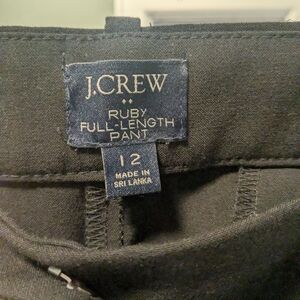 J.CREW
RUBY
FULL-LENGTH
PANT
12
MADE IN
SRI LANKA